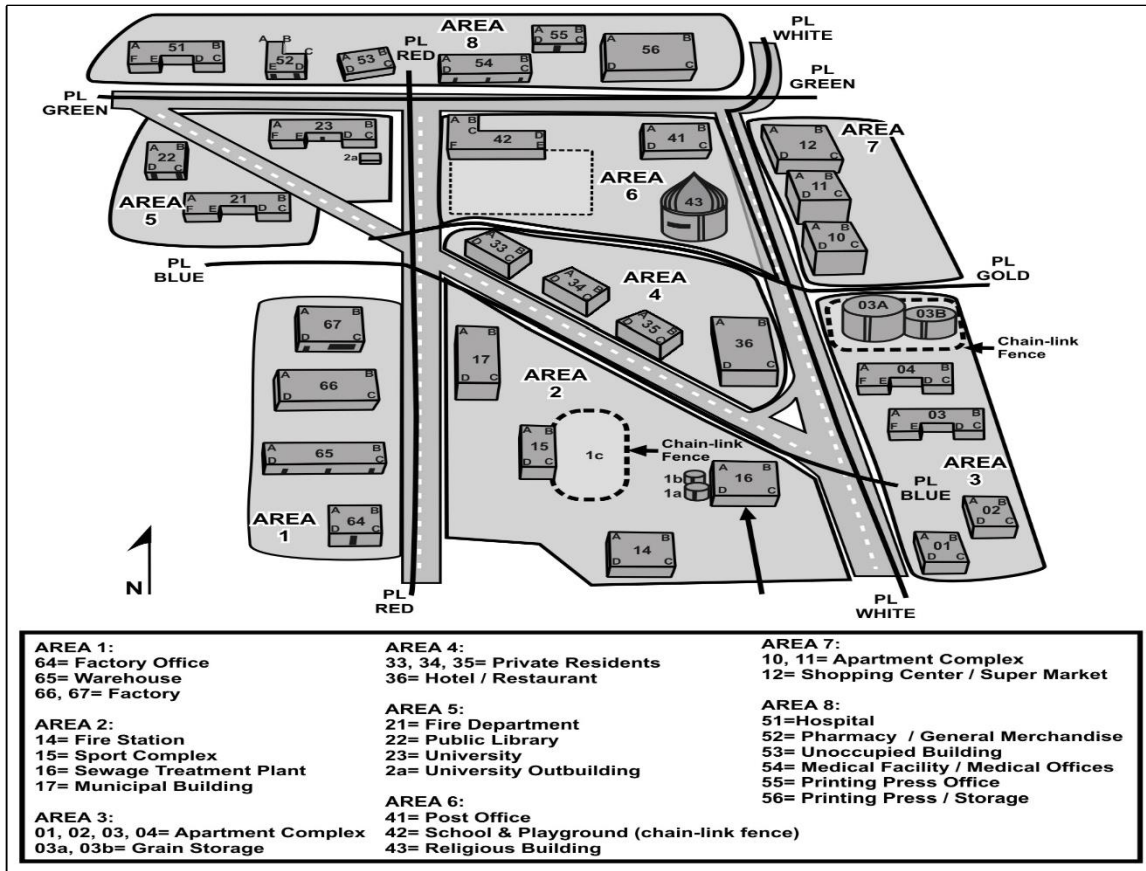 PL
WHITE
AREA
8
PL
RED
A B
F E D C
51
A B
C
E D
52
A B
D C
53
A B
D C
54
A B
D C
55
A B
D C
56
PL
GREEN
PL
GREEN
A B
F E D C
23
2a
A B
D C
22
A B
F E D C
21
AREA
5
A B
C D
F E
42
A B
D C
41
AREA
6
43
A B
D C
12
A B
D C
11
A B
D C
10
AREA
7
PL
BLUE
PL
GOLD
A B
D C
33
A B
D C
34
A B
D C
35
AREA
4
A B
D C
36
03A
03B
Chain-link
Fence
A B
F E D C
04
A B
F E D C
03
AREA
3
A B
D C
02
A B
D C
01
A B
D C
67
A B
D C
66
A B
D C
65
A B
D C
64
AREA
1
A B
D C
17
AREA
2
A B
D C
15
1c
Chain-link
Fence
1b
1a
A B
D C
16
A B
D C
14
PL
BLUE
N
PL
RED
PL
WHITE
AREA 1:
64= Factory Office
65= Warehouse
66, 67= Factory
AREA 2:
14= Fire Station
15= Sport Complex
16= Sewage Treatment Plant
17= Municipal Building
AREA 3:
01, 02, 03, 04= Apartment Complex
03a, 03b= Grain Storage
AREA 4:
33, 34, 35= Private Residents
36= Hotel / Restaurant
AREA 5:
21= Fire Department
22= Public Library
23= University
2a= University Outbuilding
AREA 6:
41= Post Office
42= School & Playground (chain-link fence)
43= Religious Building
AREA 7:
10, 11= Apartment Complex
12= Shopping Center / Super Market
AREA 8:
51=Hospital
52= Pharmacy / General Merchandise
53= Unoccupied Building
54= Medical Facility / Medical Offices
55= Printing Press Office
56= Printing Press / Storage